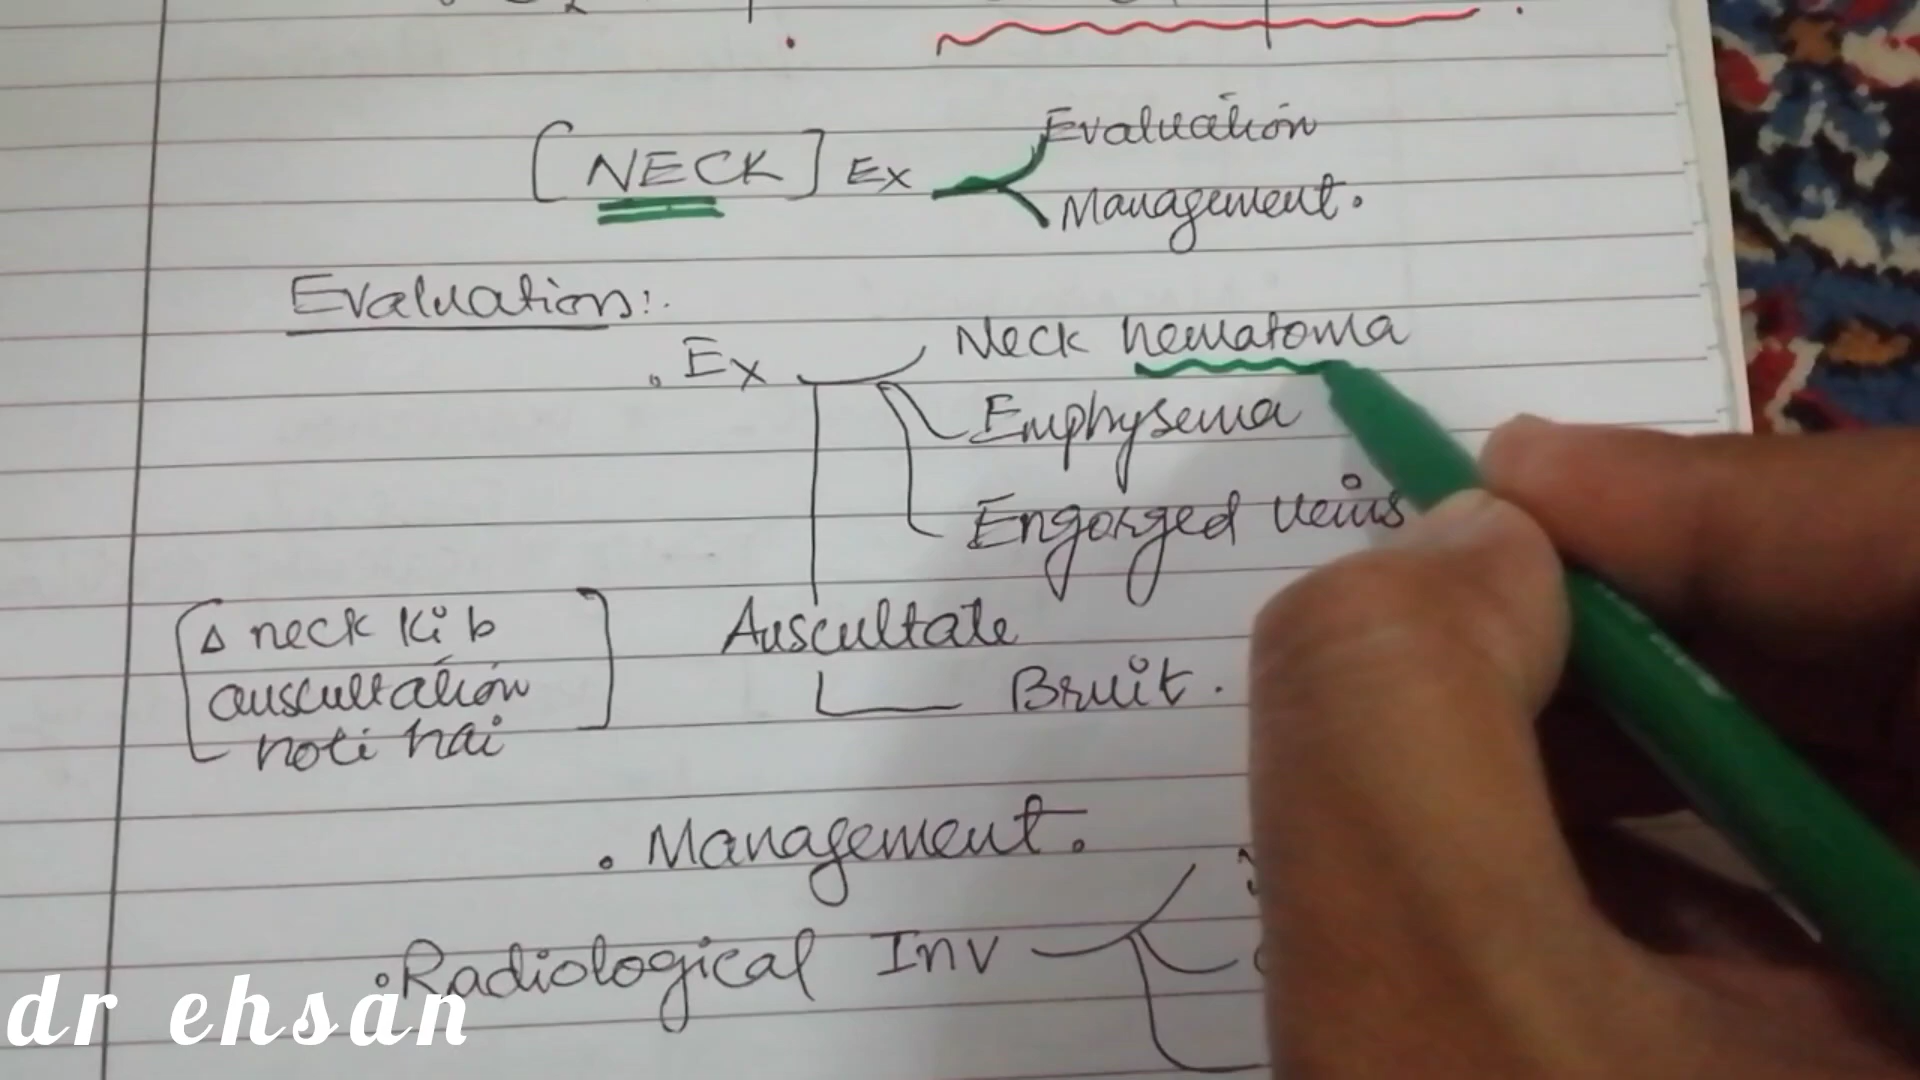 [NECK] Ex
Evaluation
Management.
Evaluation:.
. Ex
Neck hematoma
Emphysema
Engorged veins
Auscultate
Bruit.
Δ neck ki b
auscultation
hoti hai
. Management.
. Radiological Inv
dr ehsan